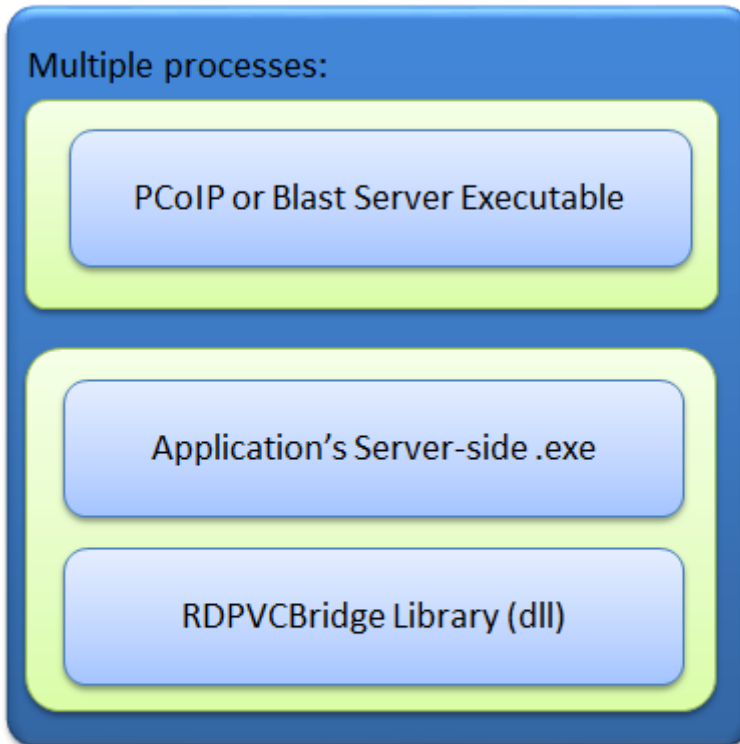 Multiple processes:
PCoIP or Blast Server Executable
Application’s Server-side .exe
RDPVCBridge Library (dll)